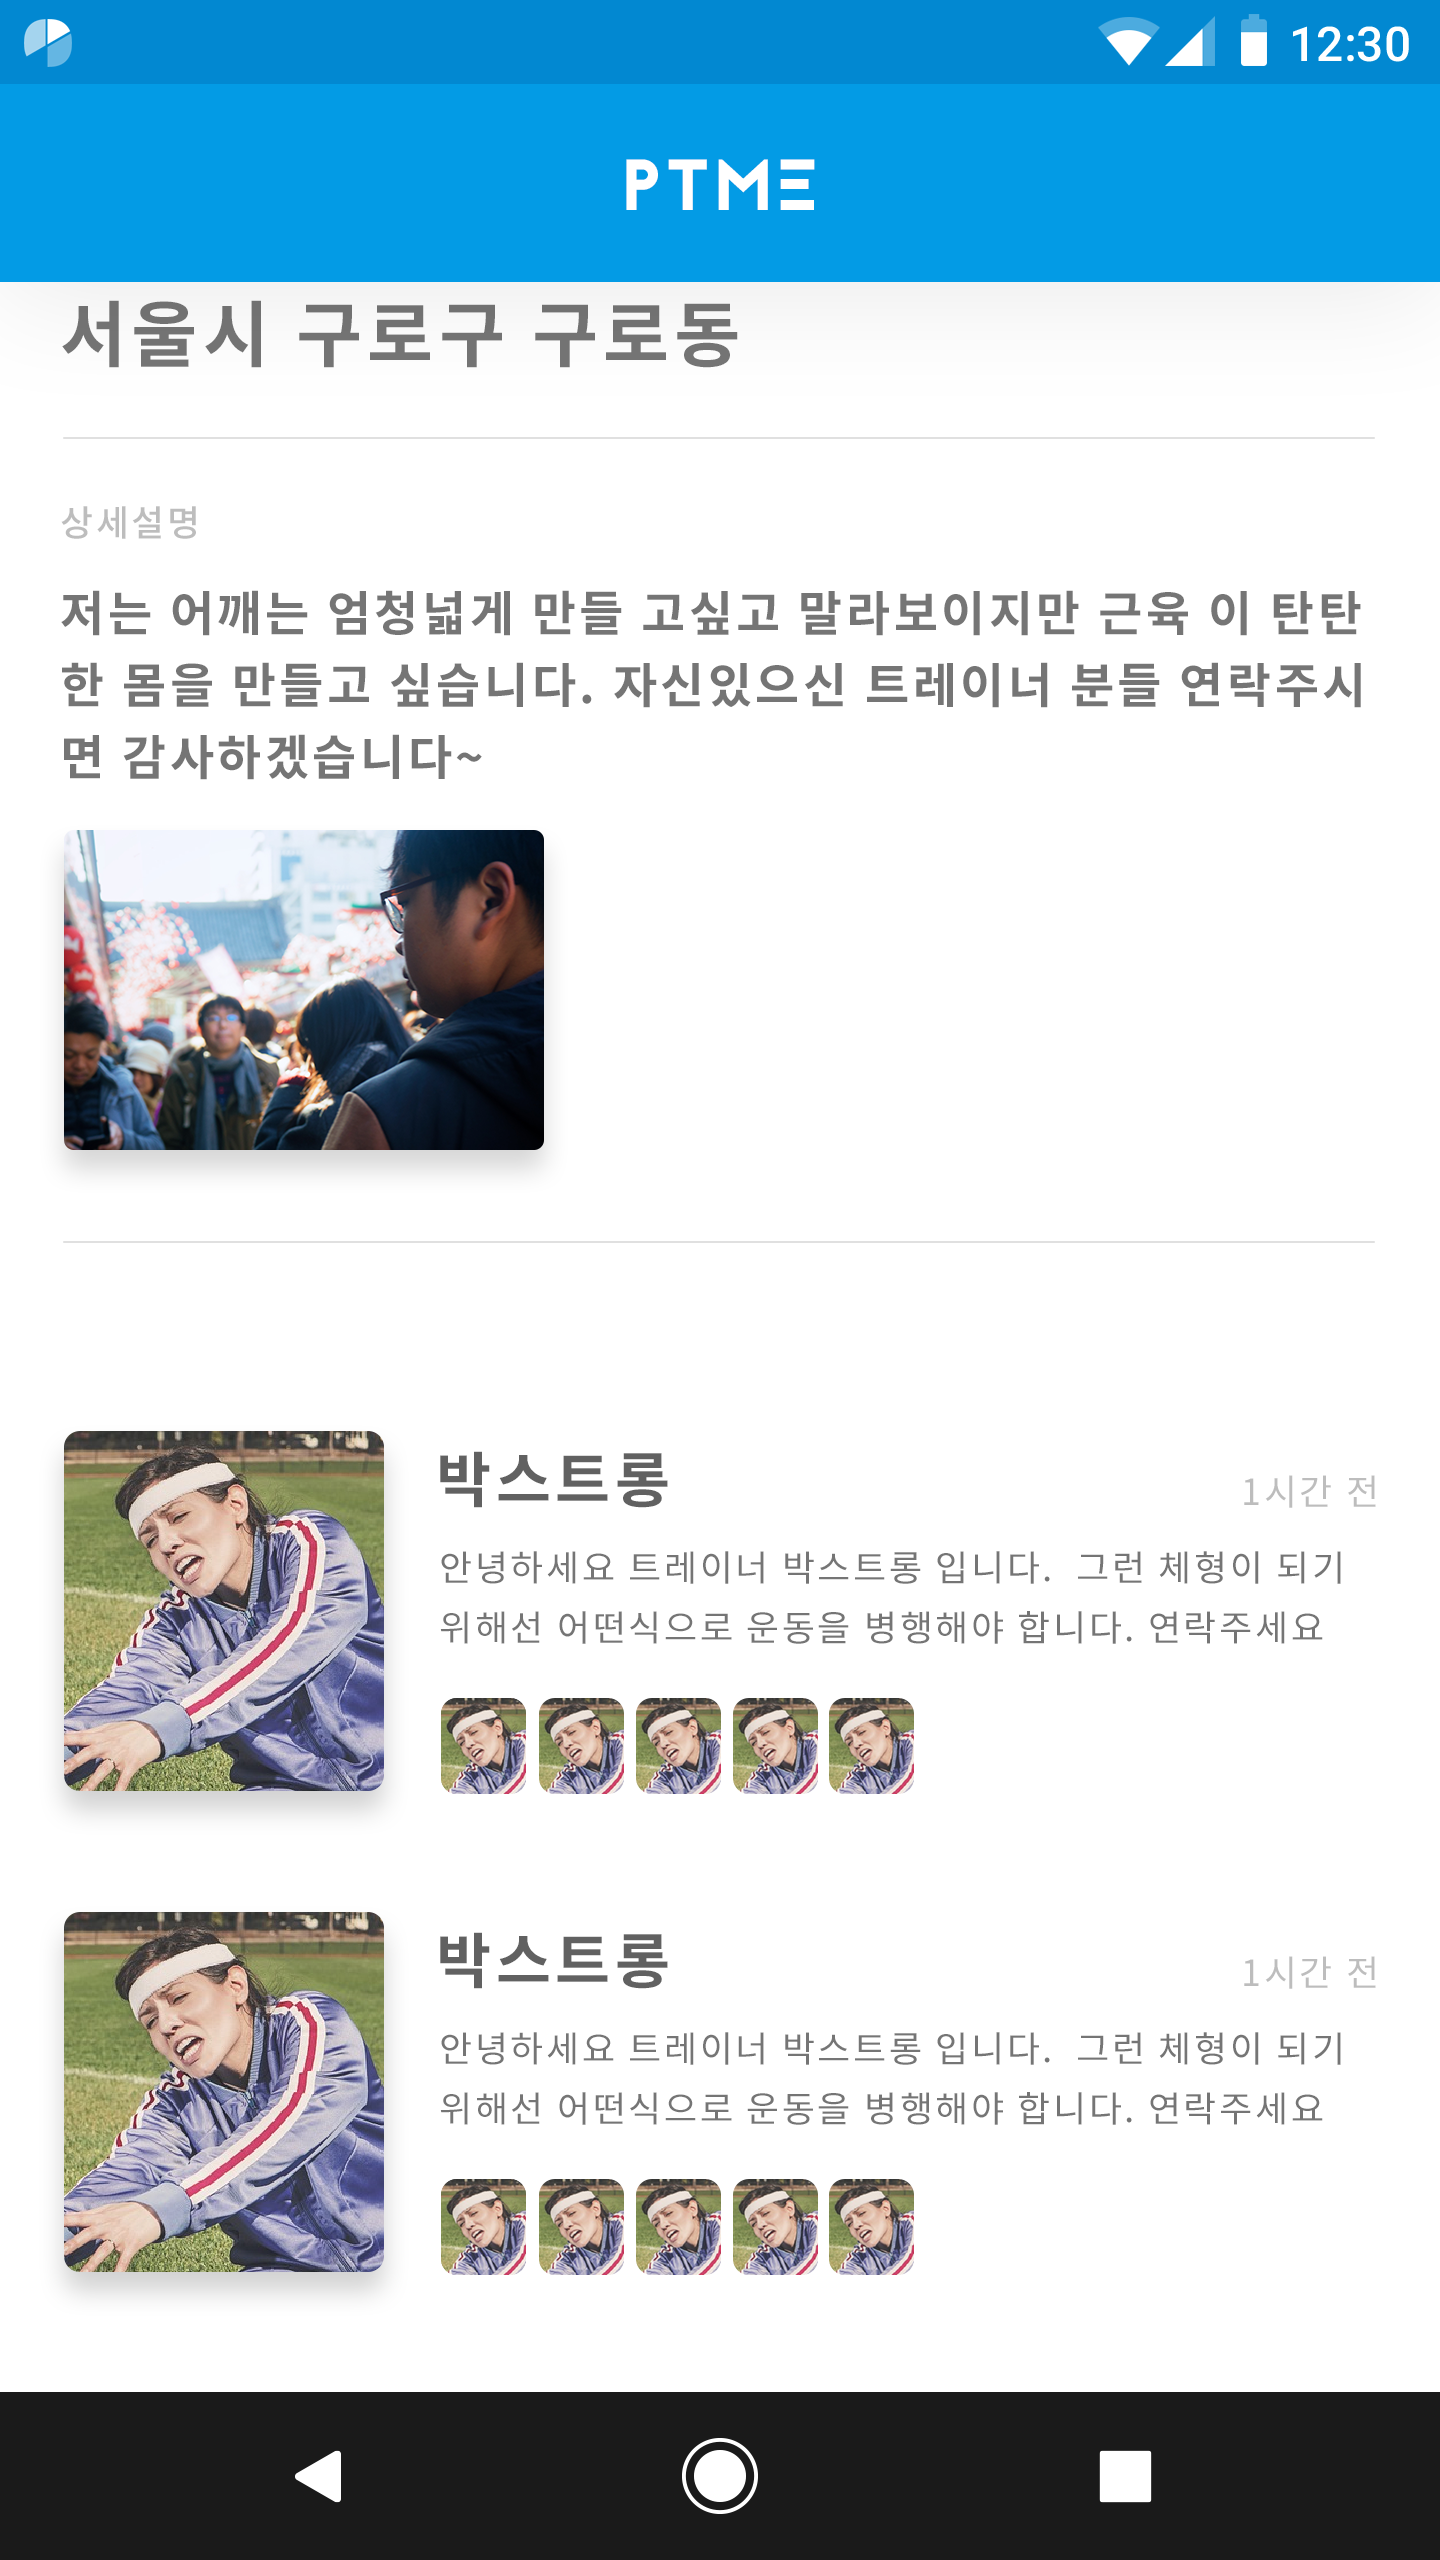 12:30
PTME
서울시 구로구 구로동
상세설명
저는 어깨는 엄청넓게 만들 고싶고 말라보이지만 근육 이 탄탄
한 몸을 만들고 싶습니다. 자신있으신 트레이너 분들 연락주시
면 감사하겠습니다~
박스트롱
1시간 전
안녕하세요 트레이너 박스트롱 입니다.  그런 체형이 되기
위해선 어떤식으로 운동을 병행해야 합니다. 연락주세요
박스트롱
1시간 전
안녕하세요 트레이너 박스트롱 입니다.  그런 체형이 되기
위해선 어떤식으로 운동을 병행해야 합니다. 연락주세요